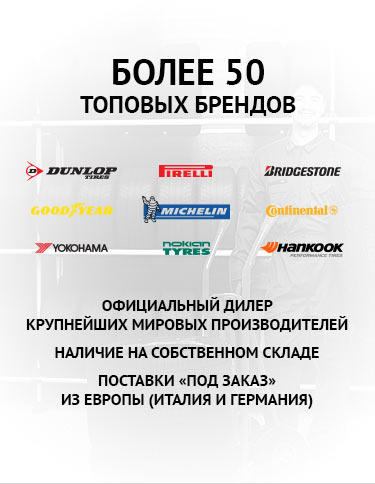 БОЛЕЕ 50
ТОПОВЫХ БРЕНДОВ
DUNLOP
TIRES
PIRELLI
BRIDGESTONE
GOODYEAR
MICHELIN
Continental
YOKOHAMA
nokian
TYRES
HANKOOK
PERFORMANCE TIRES
ОФИЦИАЛЬНЫЙ ДИЛЕР
КРУПНЕЙШИХ МИРОВЫХ ПРОИЗВОДИТЕЛЕЙ
НАЛИЧИЕ НА СОБСТВЕННОМ СКЛАДЕ
ПОСТАВКИ «ПОД ЗАКАЗ»
ИЗ ЕВРОПЫ (ИТАЛИЯ И ГЕРМАНИЯ)